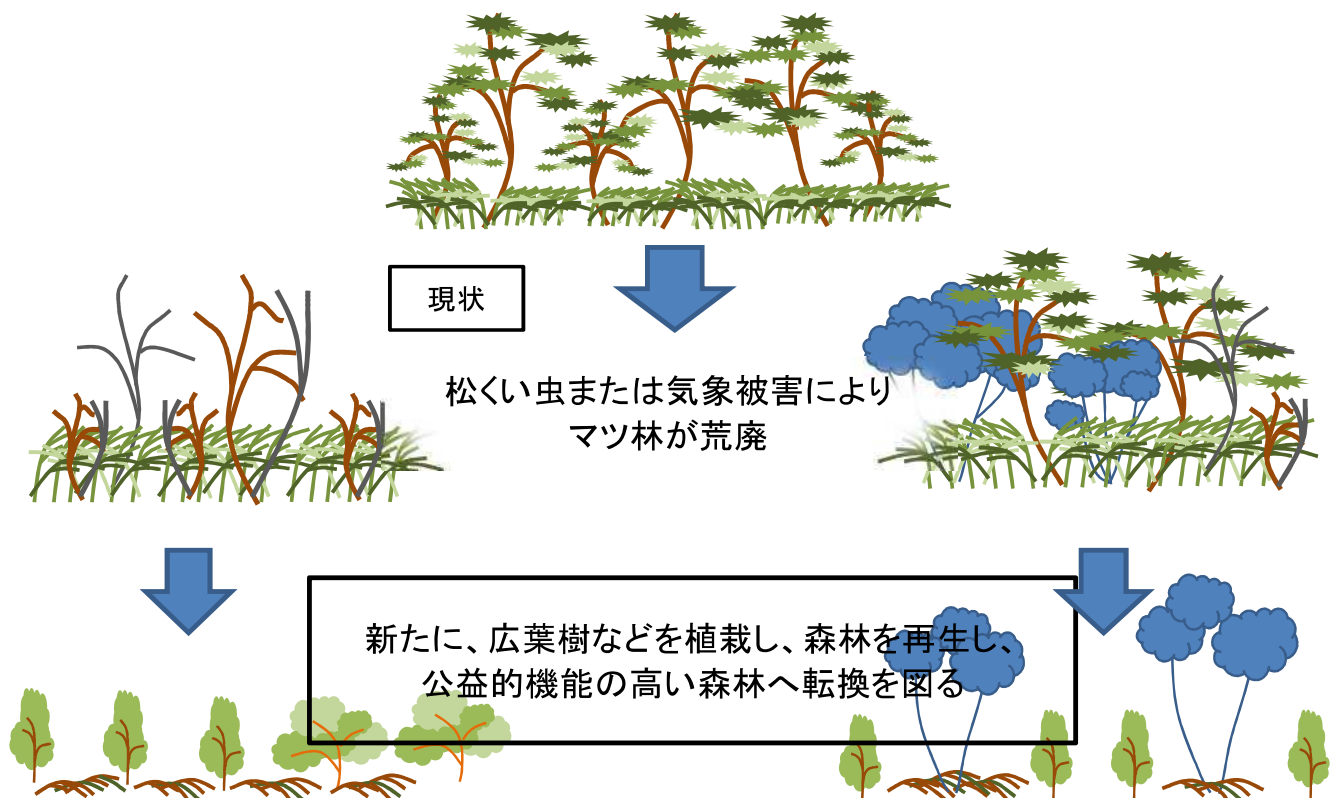 現状
松くい虫または気象被害により
マツ林が荒廃
新たに、広葉樹などを植栽し、森林を再生し、
公益的機能の高い森林へ転換を図る